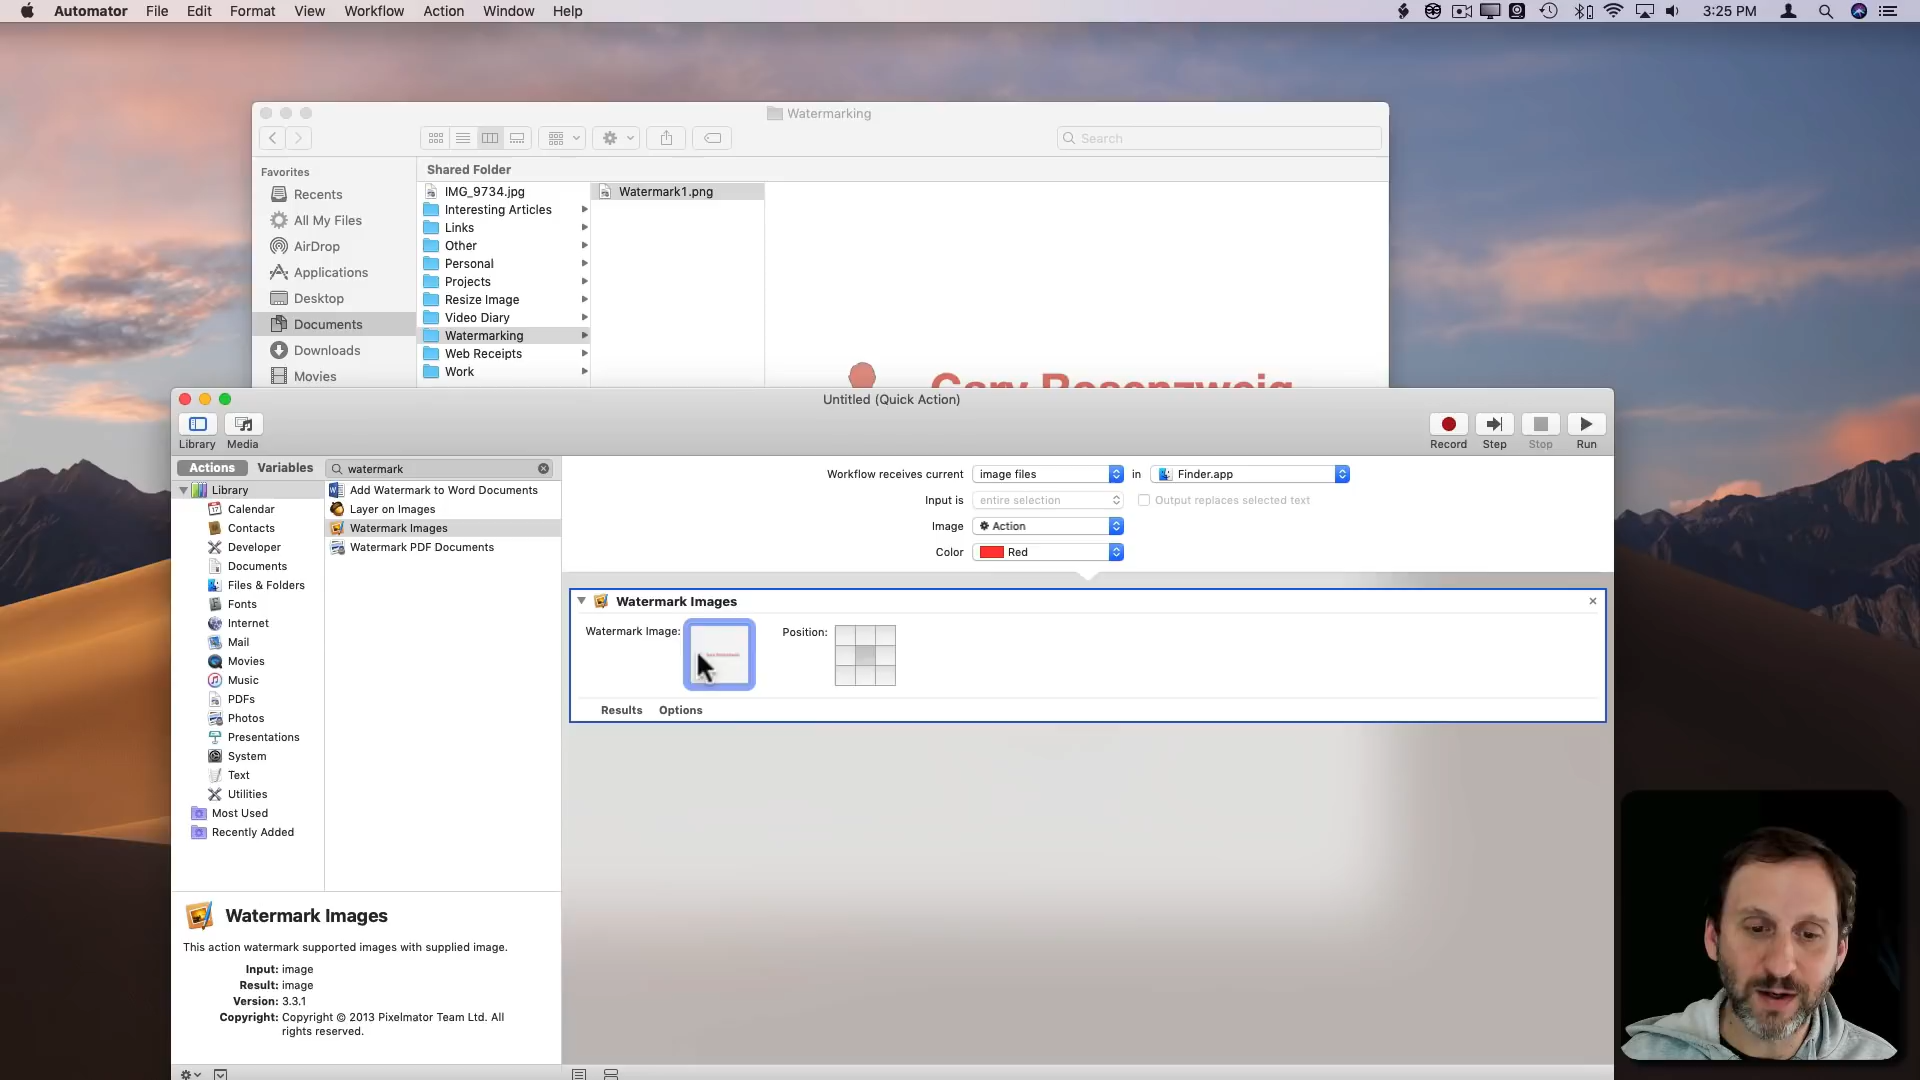 Automator File Edit Format View Workflow Action Window Help 3:25 PM
Watermarking
Search
Favorites
Recents
All My Files
AirDrop
Applications
Desktop
Documents
Downloads
Movies
Shared Folder
IMG_9734.jpg
Interesting Articles
Links
Other
Personal
Projects
Resize Image
Video Diary
Watermarking
Web Receipts
Work
Watermark1.png
Gary Rosenzweig
Untitled (Quick Action)
Library Media Record Step Stop Run
Actions Variables watermark
Library
Calendar
Contacts
Developer
Documents
Files & Folders
Fonts
Internet
Mail
Movies
Music
PDFs
Photos
Presentations
System
Text
Utilities
Most Used
Recently Added
Add Watermark to Word Documents
Layer on Images
Watermark Images
Watermark PDF Documents
Workflow receives current image files in Finder.app
Input is entire selection Output replaces selected text
Image Action
Color Red
Watermark Images
Watermark Image: Position:
Results Options
Watermark Images
This action watermark supported images with supplied image.
Input: image
Result: image
Version: 3.3.1
Copyright: Copyright © 2013 Pixelmator Team Ltd. All
rights reserved.